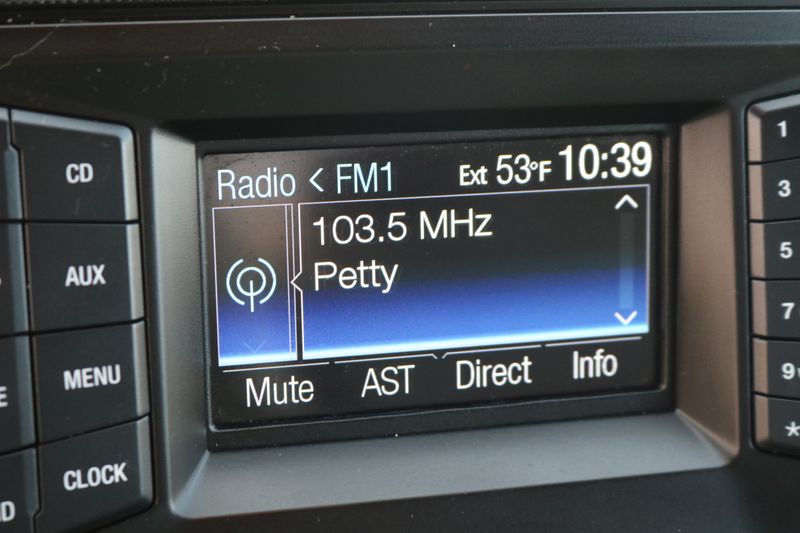 Radio < FM1 Ext 53°F 10:39
103.5 MHz
Petty
Mute AST Direct Info
CD
AUX
MENU
CLOCK
1
3
5
7
9
*